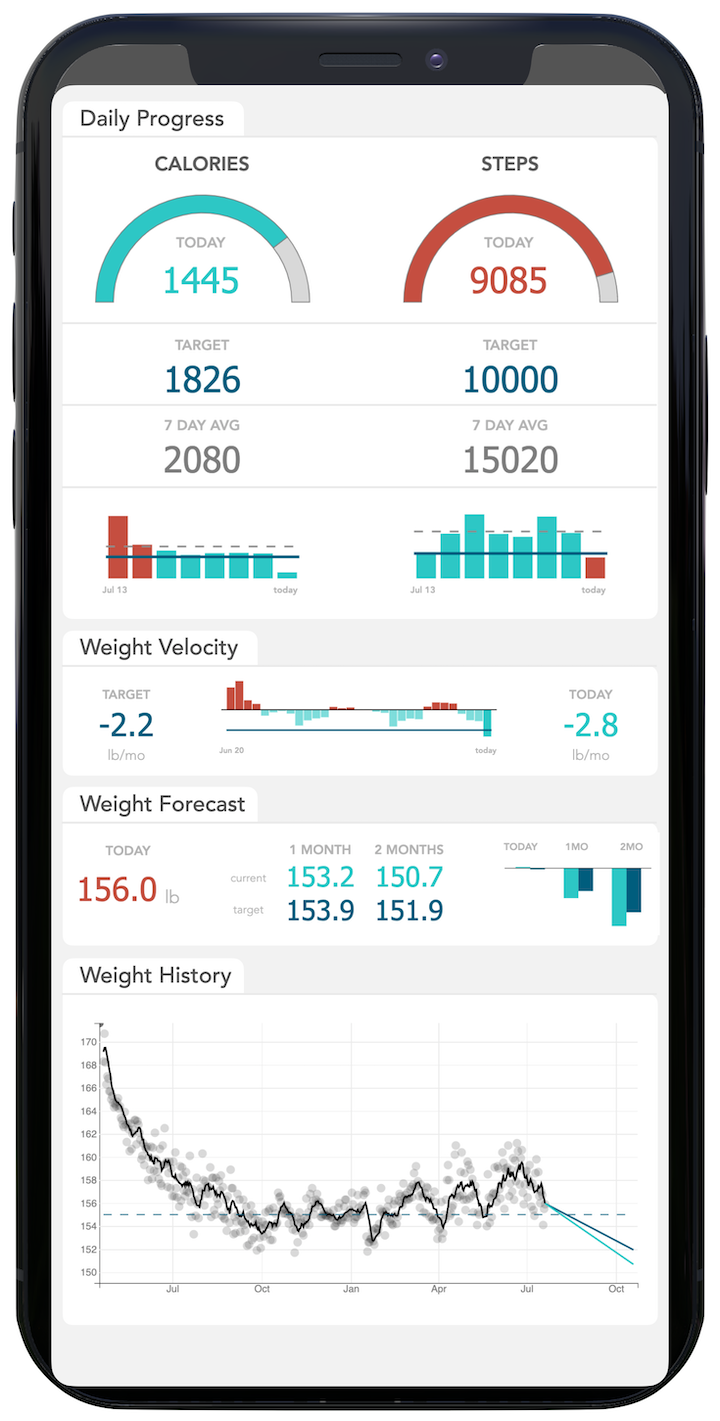 Daily Progress
CALORIES STEPS
TODAY TODAY
1445 9085
TARGET TARGET
1826 10000
7 DAY AVG 7 DAY AVG
2080 15020
Jul 13 today Jul 13 today
Weight Velocity
TARGET TODAY
-2.2 -2.8
lb/mo lb/mo
Jun 20 today
Weight Forecast
TODAY 1 MONTH 2 MONTHS TODAY 1MO 2MO
156.0 lb
current 153.2 150.7
target 153.9 151.9
Weight History
170
168
166
164
162
160
158
156
154
152
150
Jul Oct Jan Apr Jul Oct